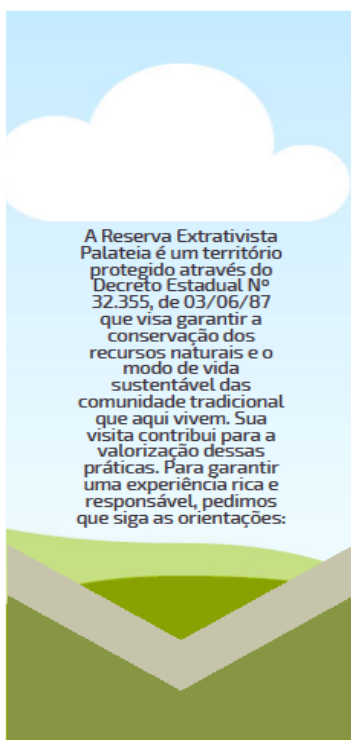 A Reserva Extrativista
Palateia é um território
protegido através do
Decreto Estadual Nº
32.355, de 03/06/87
que visa garantir a
conservação dos
recursos naturais e o
modo de vida
sustentável das
comunidade tradicional
que aqui vivem. Sua
visita contribui para a
valorização dessas
práticas. Para garantir
uma experiência rica e
responsável, pedimos
que siga as orientações: